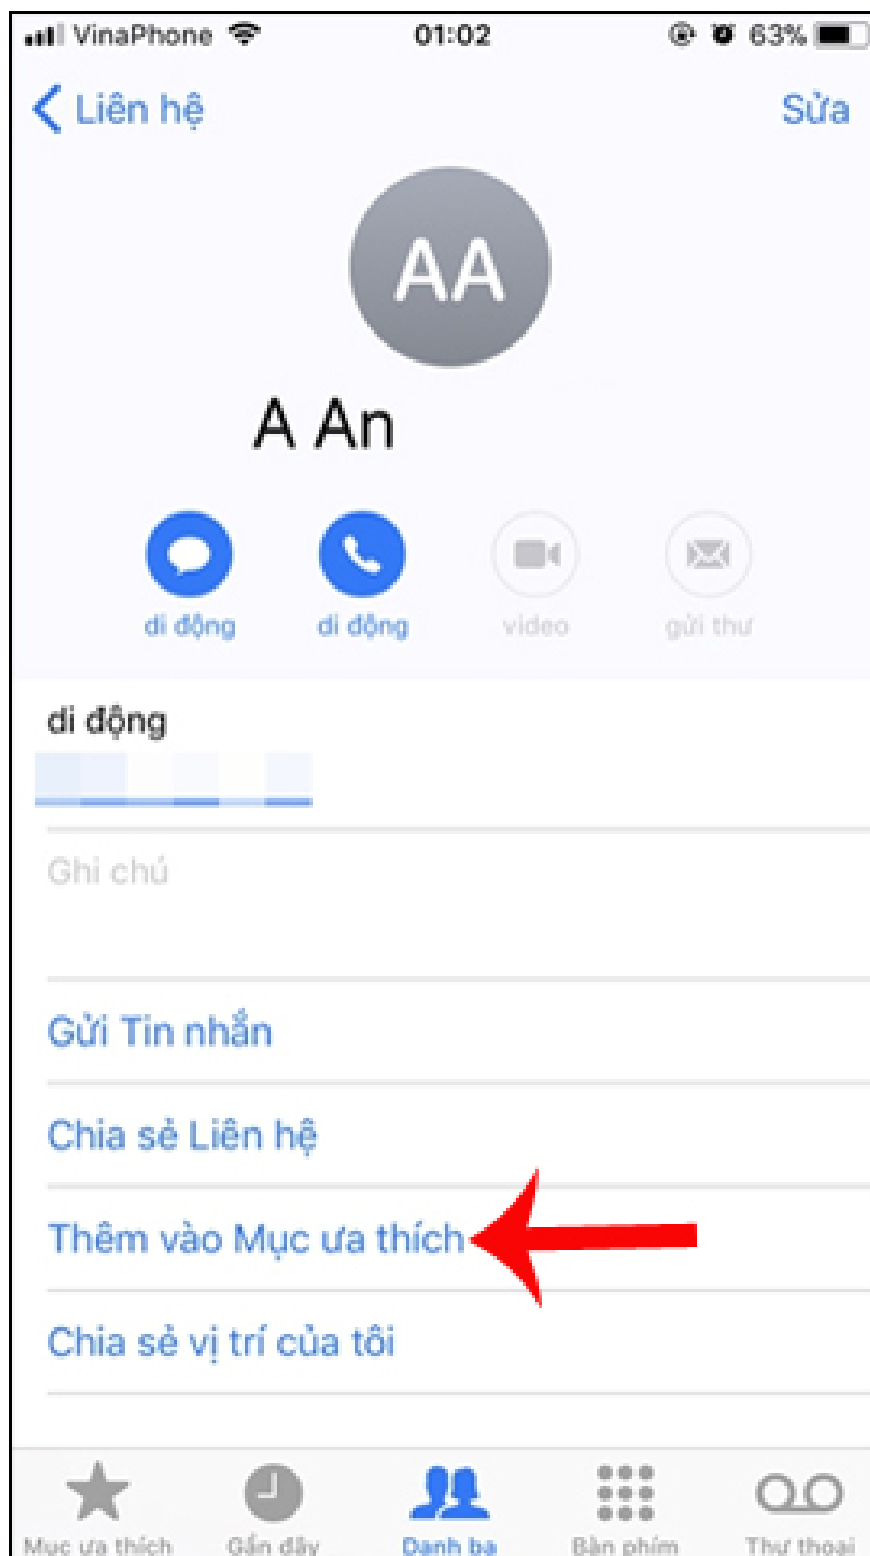 VinaPhone 01:02 63%
Liên hệ Sửa
AA
A An
di động di động video gửi thư
di động
Ghi chú
Gửi Tin nhắn
Chia sẻ Liên hệ
Thêm vào Mục ưa thích
Chia sẻ vị trí của tôi
Mục ưa thích Gần đây Danh bạ Bàn phím Thư thoại